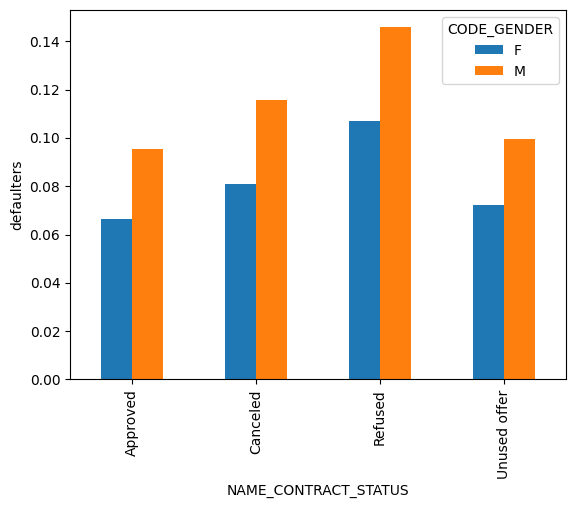 CODE_GENDER
F
M
defaulters
0.14
0.12
0.10
0.08
0.06
0.04
0.02
0.00
Approved
Canceled
Refused
Unused offer
NAME_CONTRACT_STATUS